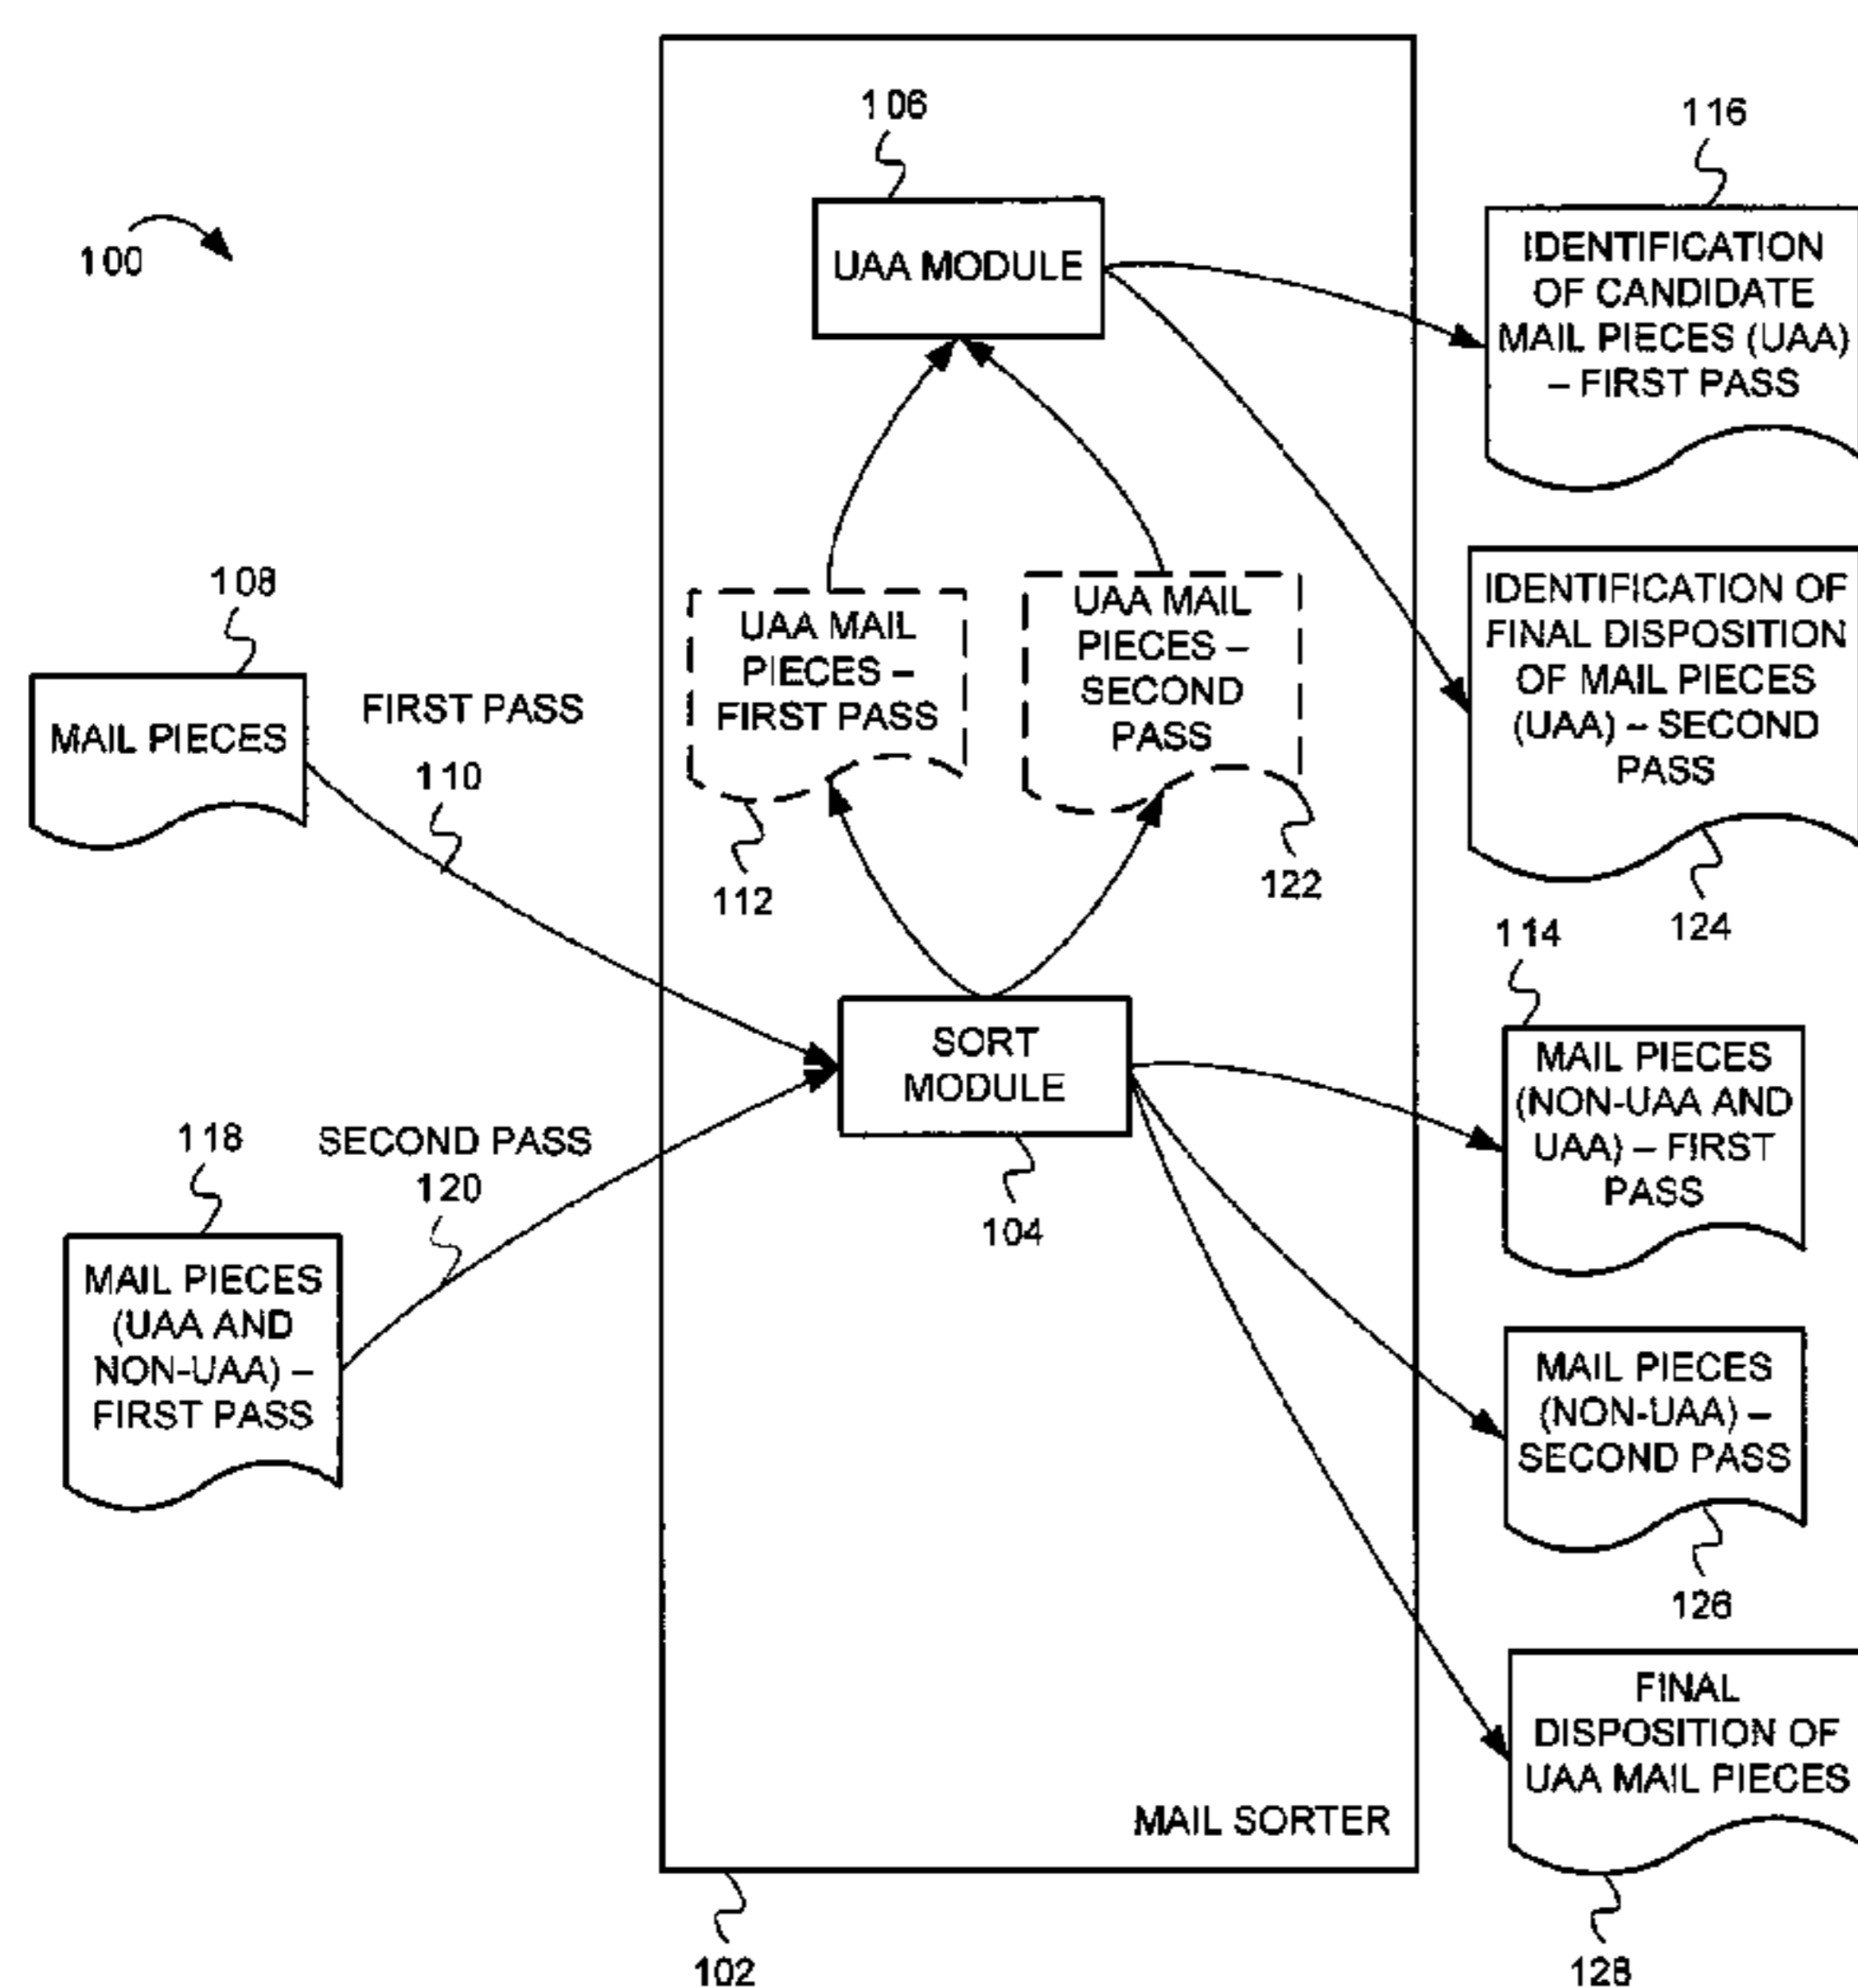 106
116
100
UAA MODULE
IDENTIFICATION
OF CANDIDATE
MAIL PIECES (UAA)
– FIRST PASS
108
MAIL PIECES
FIRST PASS
110
UAA MAIL
PIECES –
FIRST PASS
112
UAA MAIL
PIECES –
SECOND
PASS
122
IDENTIFICATION OF
FINAL DISPOSITION
OF MAIL PIECES
(UAA) – SECOND
PASS
124
114
SORT
MODULE
104
MAIL PIECES
(NON-UAA AND
UAA) – FIRST
PASS
118
SECOND PASS
120
MAIL PIECES
(UAA AND
NON-UAA) –
FIRST PASS
MAIL PIECES
(NON-UAA) –
SECOND PASS
126
FINAL
DISPOSITION OF
UAA MAIL PIECES
MAIL SORTER
102
128